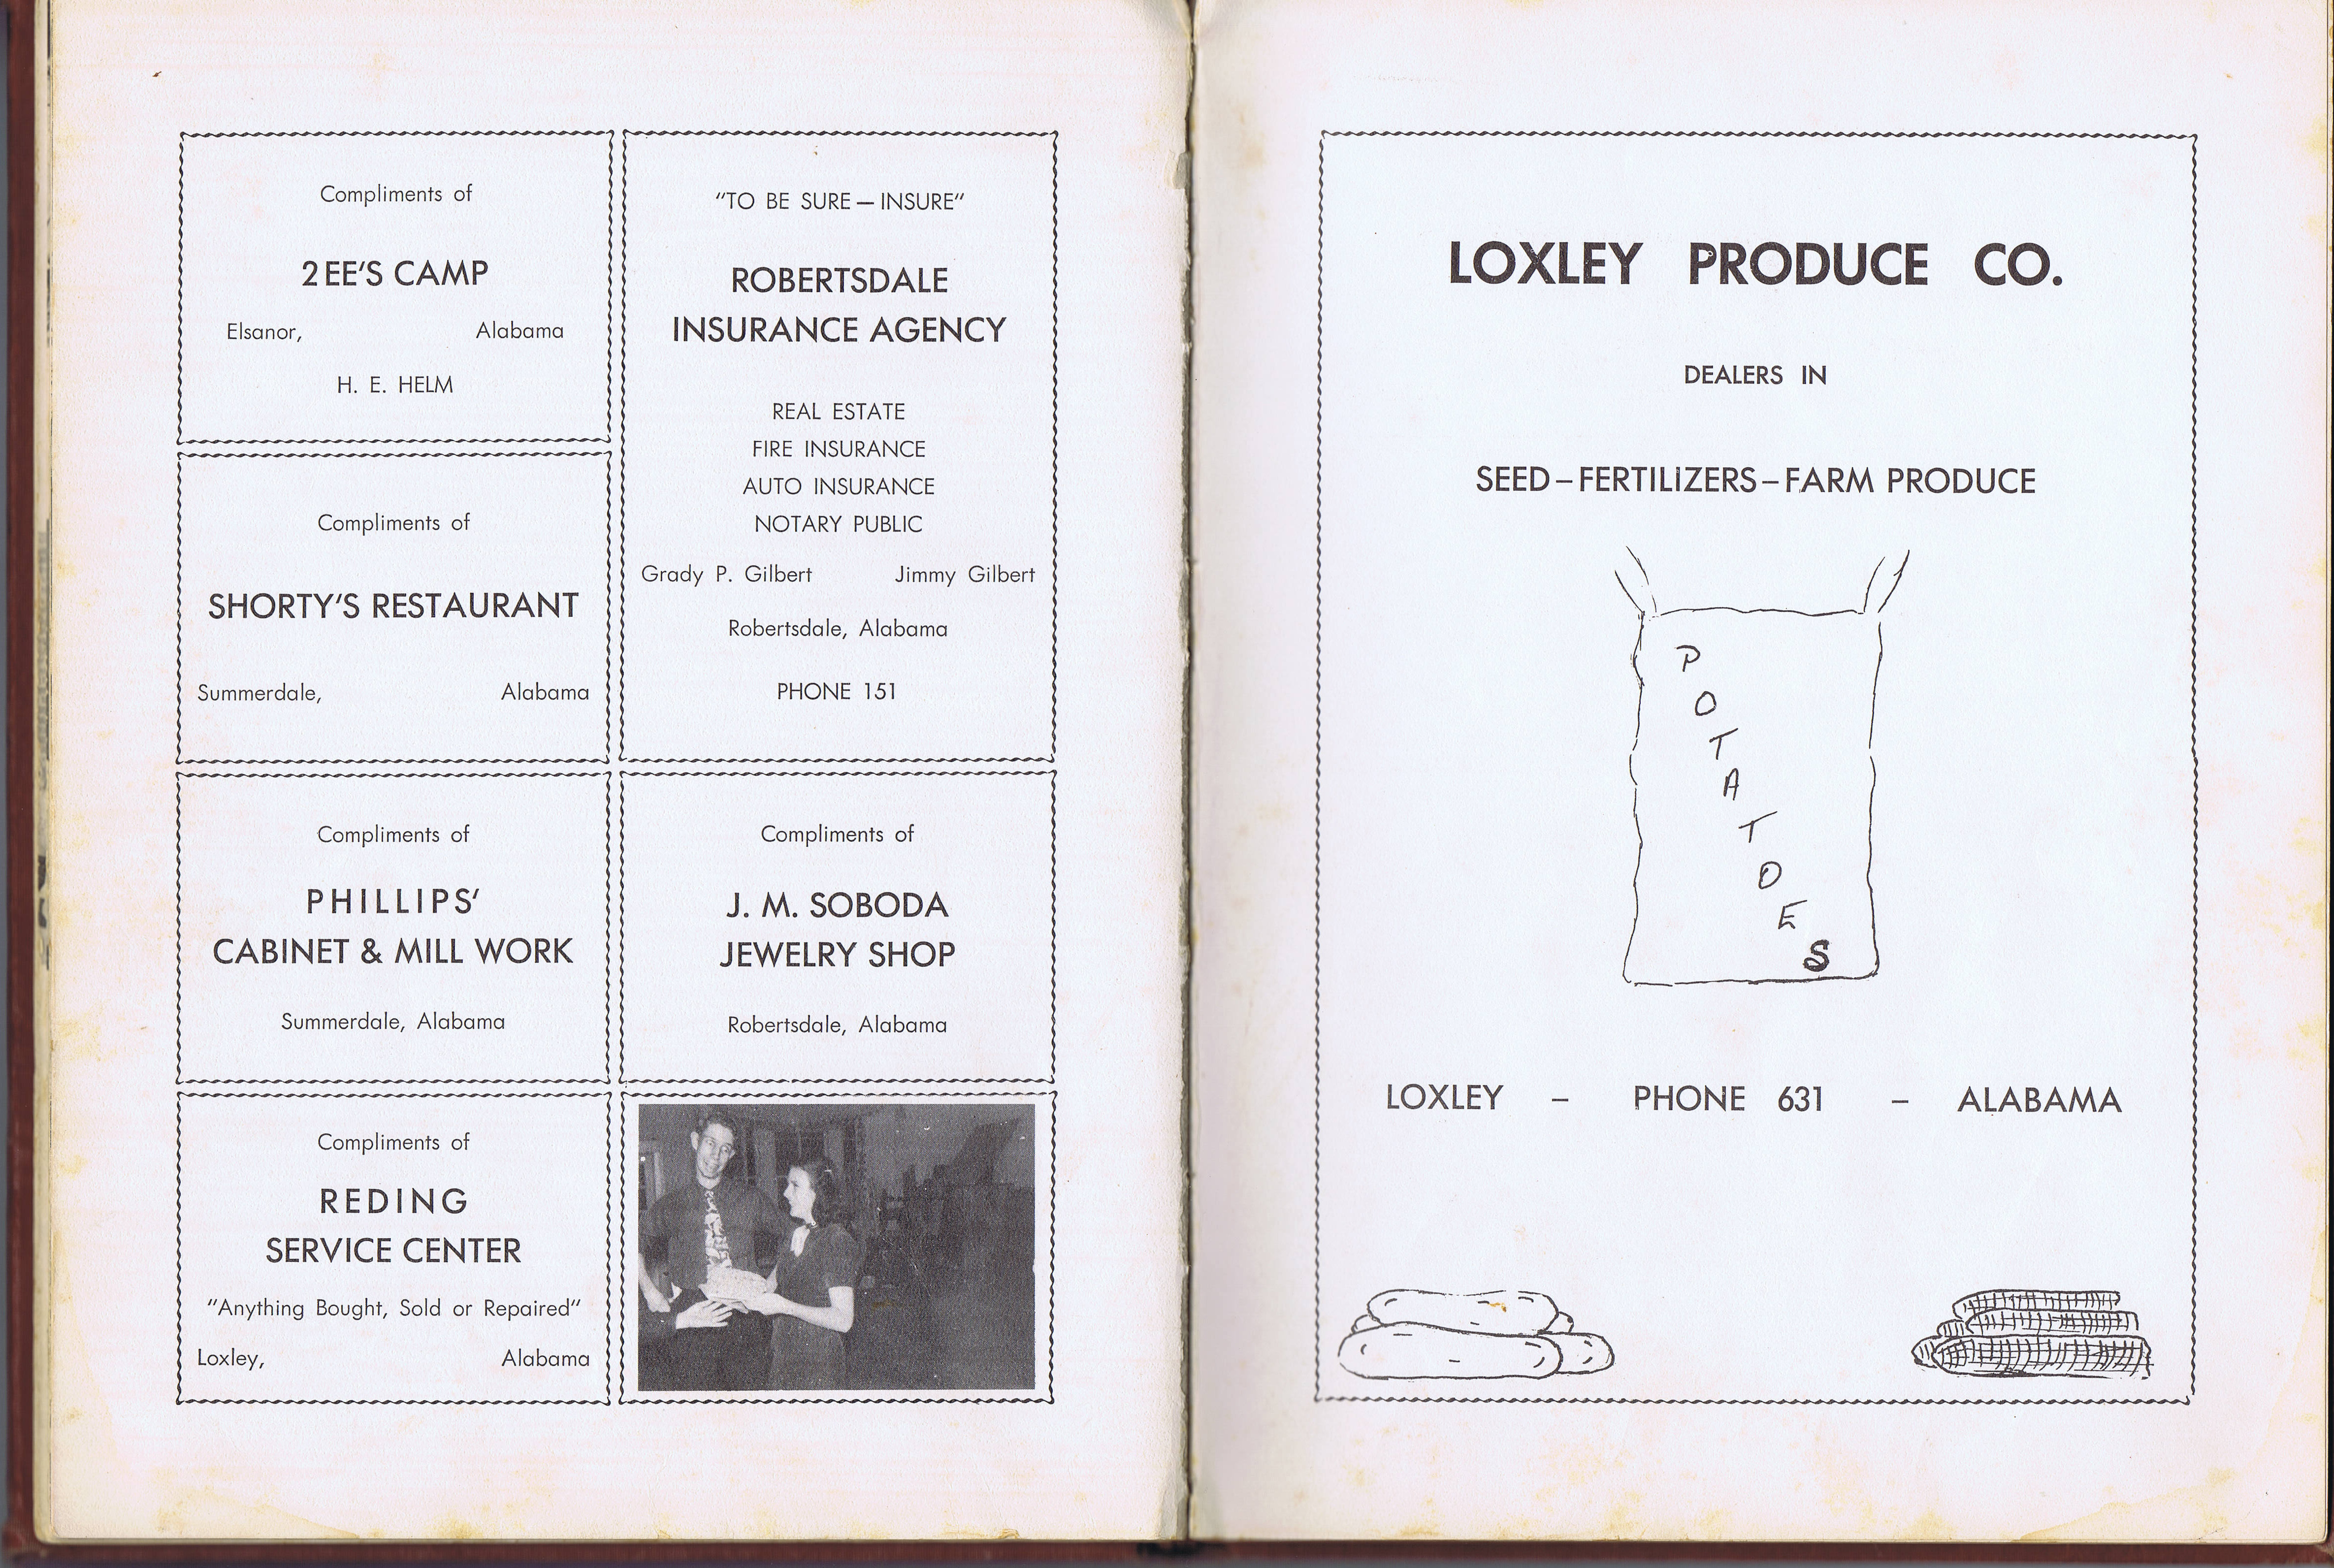 Compliments of
2EE'S CAMP
Elsanor, Alabama
H. E. HELM
Compliments of
SHORTY'S RESTAURANT
Summerdale, Alabama
Compliments of
PHILLIPS'
CABINET & MILL WORK
Summerdale, Alabama
Compliments of
REDING
SERVICE CENTER
"Anything Bought, Sold or Repaired"
Loxley, Alabama
"TO BE SURE — INSURE"
ROBERTSDALE
INSURANCE AGENCY
REAL ESTATE
FIRE INSURANCE
AUTO INSURANCE
NOTARY PUBLIC
Grady P. Gilbert Jimmy Gilbert
Robertsdale, Alabama
PHONE 151
Compliments of
J. M. SOBODA
JEWELRY SHOP
Robertsdale, Alabama
LOXLEY PRODUCE CO.
DEALERS IN
SEED – FERTILIZERS – FARM PRODUCE
POTATOES
LOXLEY – PHONE 631 – ALABAMA